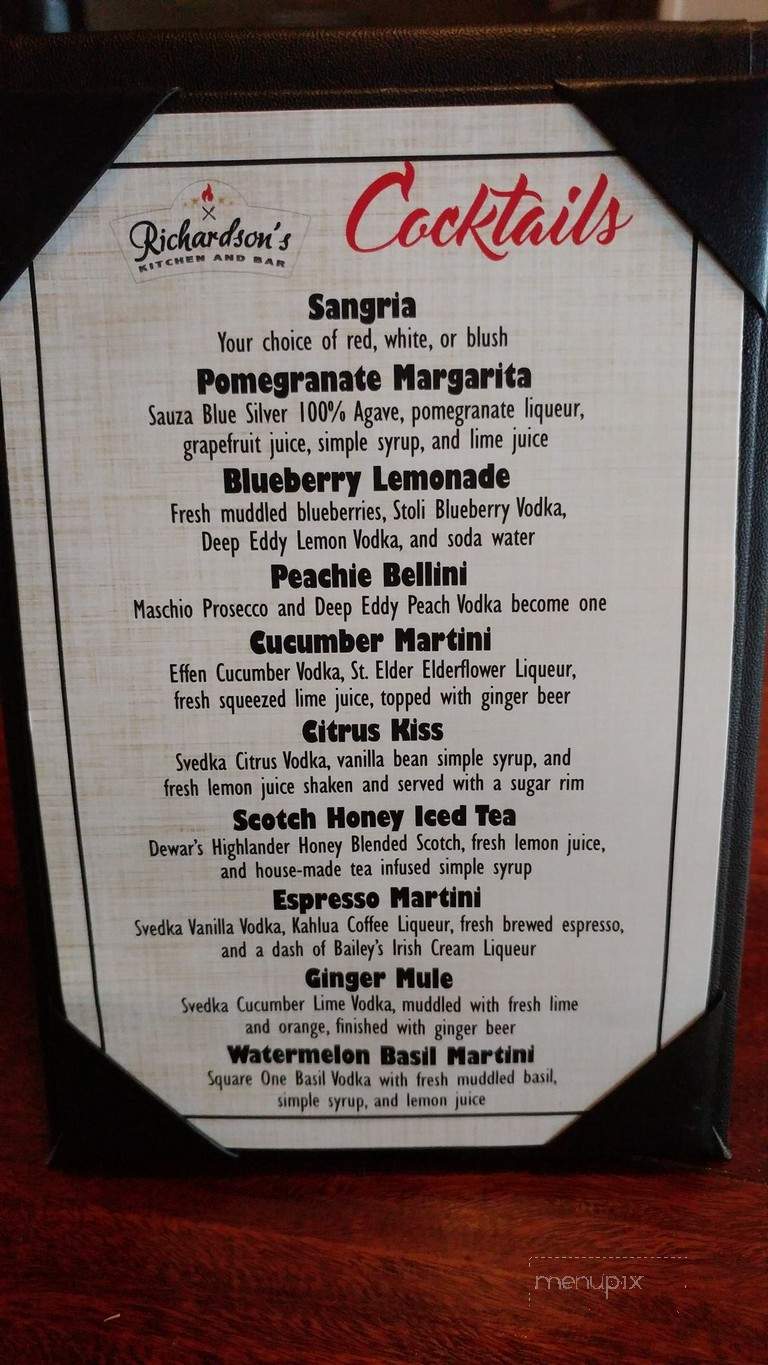 Richardson's
KITCHEN AND BAR
Cocktails
Sangria
Your choice of red, white, or blush
Pomegranate Margarita
Sauza Blue Silver 100% Agave, pomegranate liqueur,
grapefruit juice, simple syrup, and lime juice
Blueberry Lemonade
Fresh muddled blueberries, Stoli Blueberry Vodka,
Deep Eddy Lemon Vodka, and soda water
Peachie Bellini
Maschio Prosecco and Deep Eddy Peach Vodka become one
Cucumber Martini
Effen Cucumber Vodka, St. Elder Elderflower Liqueur,
fresh squeezed lime juice, topped with ginger beer
Citrus Kiss
Svedka Citrus Vodka, vanilla bean simple syrup, and
fresh lemon juice shaken and served with a sugar rim
Scotch Honey Iced Tea
Dewar's Highlander Honey Blended Scotch, fresh lemon juice,
and house-made tea infused simple syrup
Espresso Martini
Svedka Vanilla Vodka, Kahlua Coffee Liqueur, fresh brewed espresso,
and a dash of Bailey's Irish Cream Liqueur
Ginger Mule
Svedka Cucumber Lime Vodka, muddled with fresh lime
and orange, finished with ginger beer
Watermelon Basil Martini
Square One Basil Vodka with fresh muddled basil,
simple syrup, and lemon juice
menupix